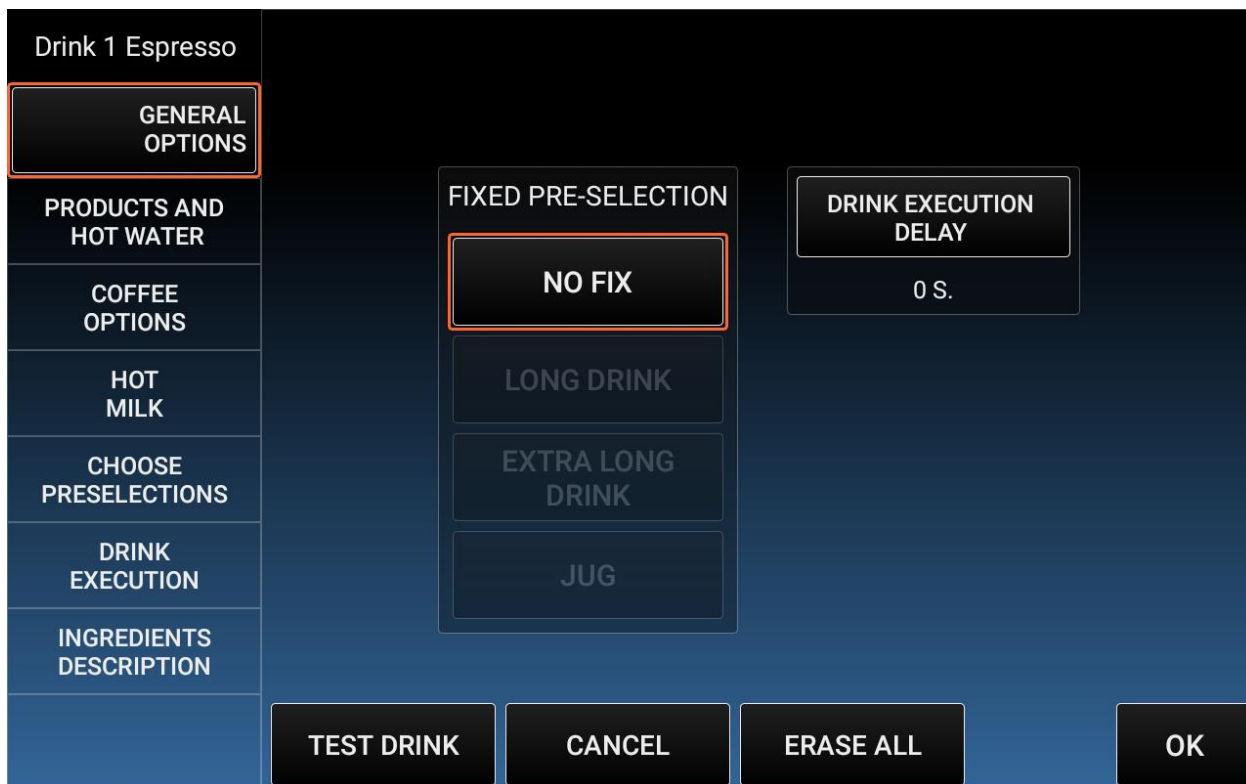 Drink 1 Espresso
GENERAL
OPTIONS
PRODUCTS AND
HOT WATER
COFFEE
OPTIONS
HOT
MILK
CHOOSE
PRESELECTIONS
DRINK
EXECUTION
INGREDIENTS
DESCRIPTION
FIXED PRE-SELECTION
NO FIX
LONG DRINK
EXTRA LONG
DRINK
JUG
DRINK EXECUTION
DELAY
0 S.
TEST DRINK
CANCEL
ERASE ALL
OK